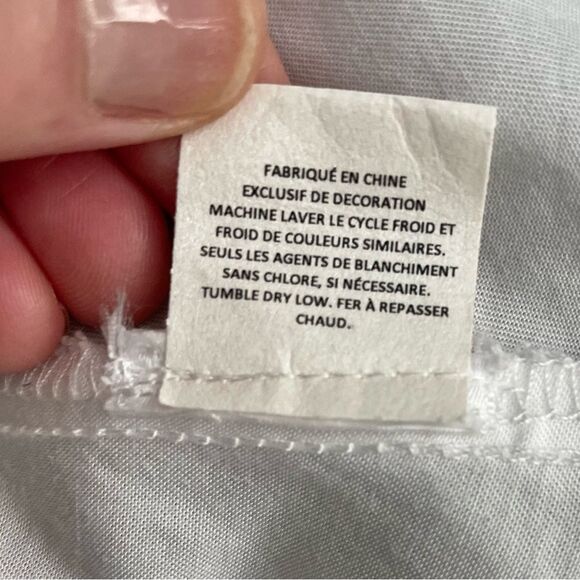 FABRIQUÉ EN CHINE
EXCLUSIF DE DECORATION
MACHINE LAVER LE CYCLE FROID ET
FROID DE COULEURS SIMILAIRES.
SEULS LES AGENTS DE BLANCHIMENT
SANS CHLORE, SI NÉCESSAIRE.
TUMBLE DRY LOW. FER À REPASSER
CHAUD.